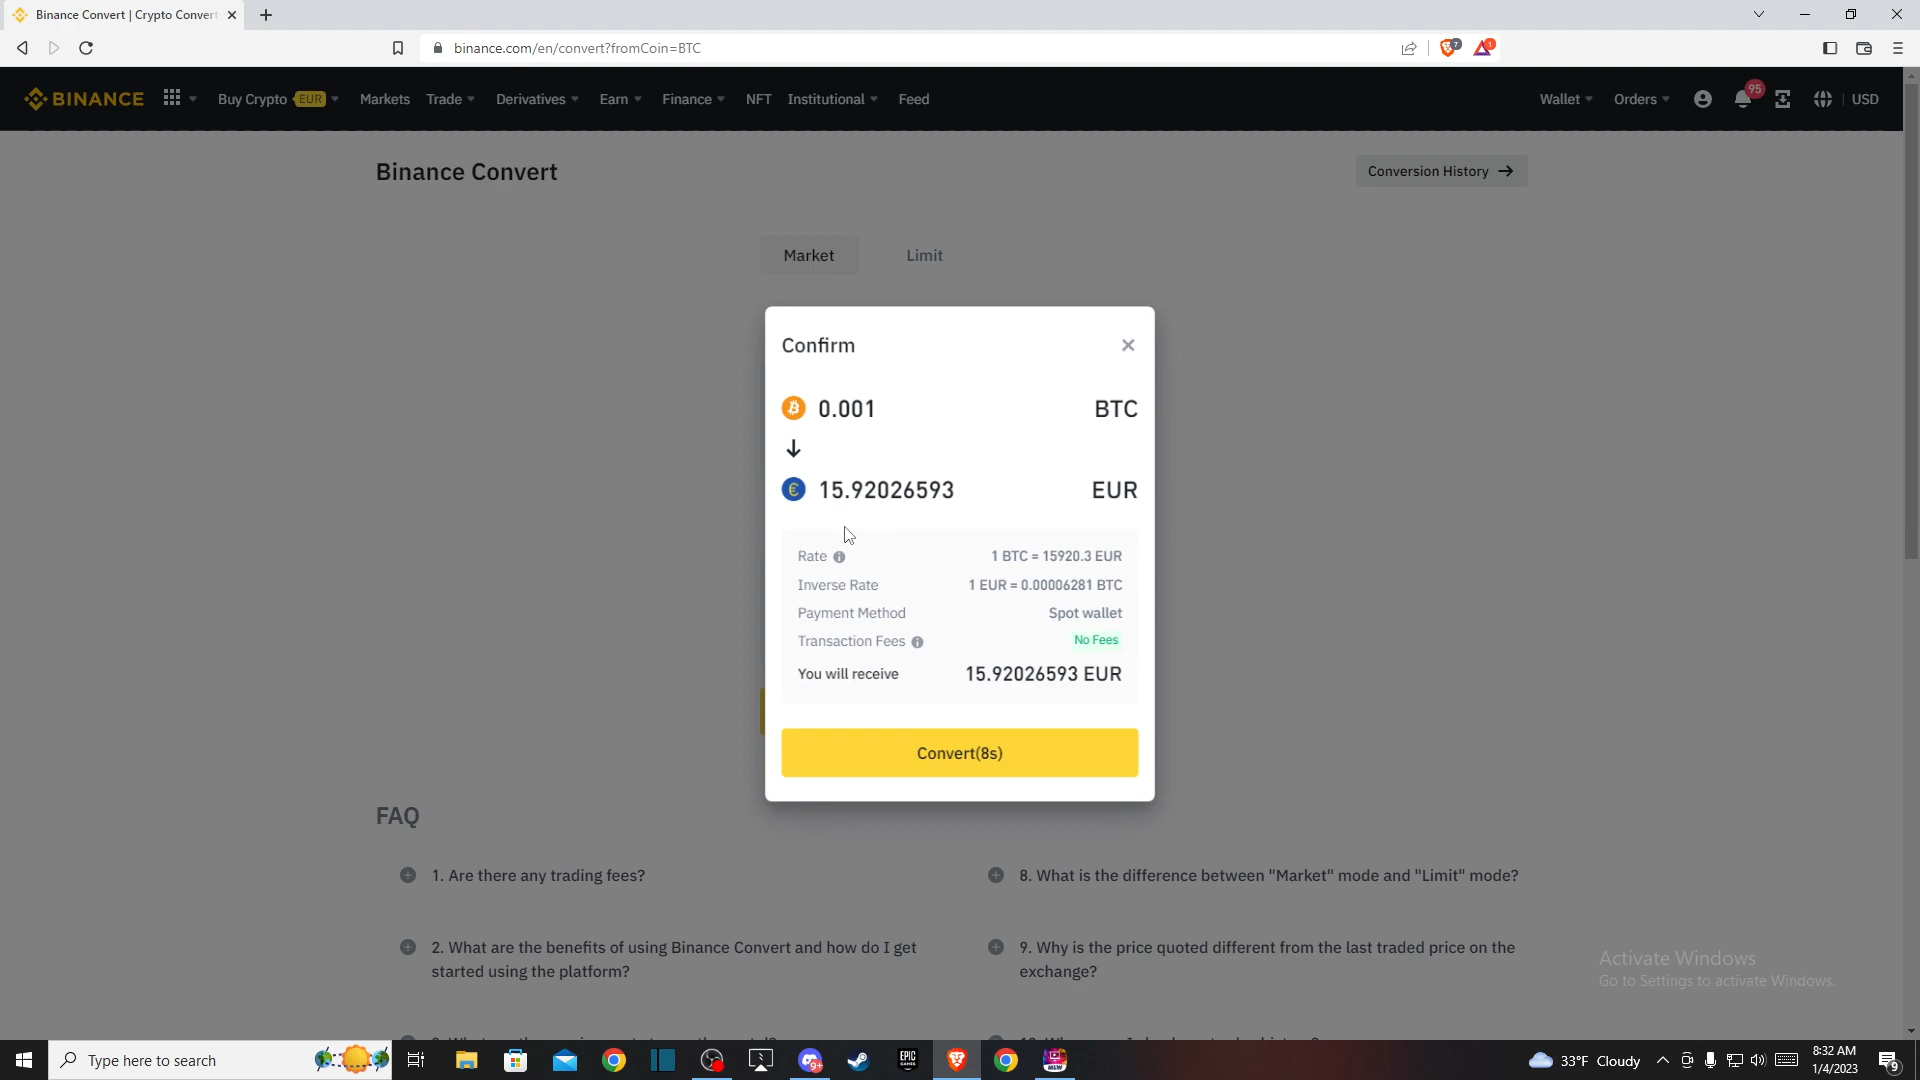 Binance Convert | Crypto Convert
binance.com/en/convert?fromCoin=BTC
7
1
BINANCE Buy Crypto EUR Markets Trade Derivatives Earn Finance NFT Institutional Feed Wallet Orders 95 USD
Binance Convert
Conversion History →
Market Limit
Confirm
0.001 BTC
15.92026593 EUR
Rate 1 BTC = 15920.3 EUR
Inverse Rate 1 EUR = 0.00006281 BTC
Payment Method Spot wallet
Transaction Fees No Fees
You will receive 15.92026593 EUR
Convert(8s)
FAQ
1. Are there any trading fees?
8. What is the difference between "Market" mode and "Limit" mode?
2. What are the benefits of using Binance Convert and how do I get
started using the platform?
9. Why is the price quoted different from the last traded price on the
exchange?
Activate Windows
Go to Settings to activate Windows.
Type here to search
9+
EPIC
GAMES
33°F Cloudy
8:32 AM
1/4/2023
9